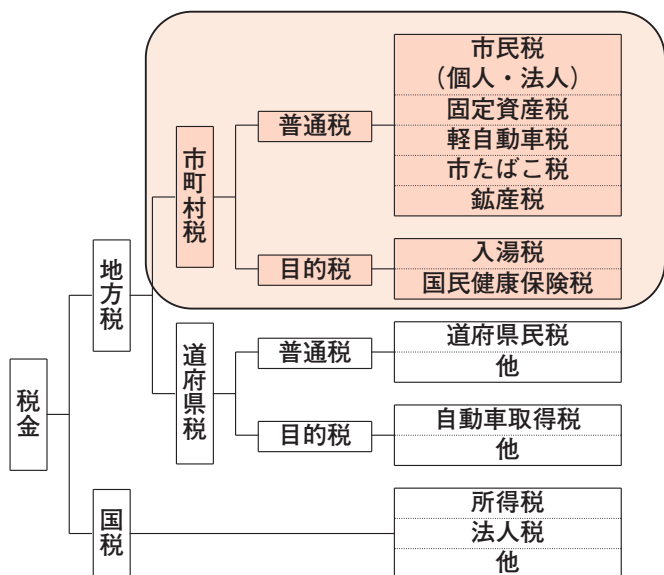 税金
地方税
市町村税
普通税
市民税
(個人・法人)
固定資産税
軽自動車税
市たばこ税
鉱産税
目的税
入湯税
国民健康保険税
道府県税
普通税
道府県民税
他
目的税
自動車取得税
他
国税
所得税
法人税
他